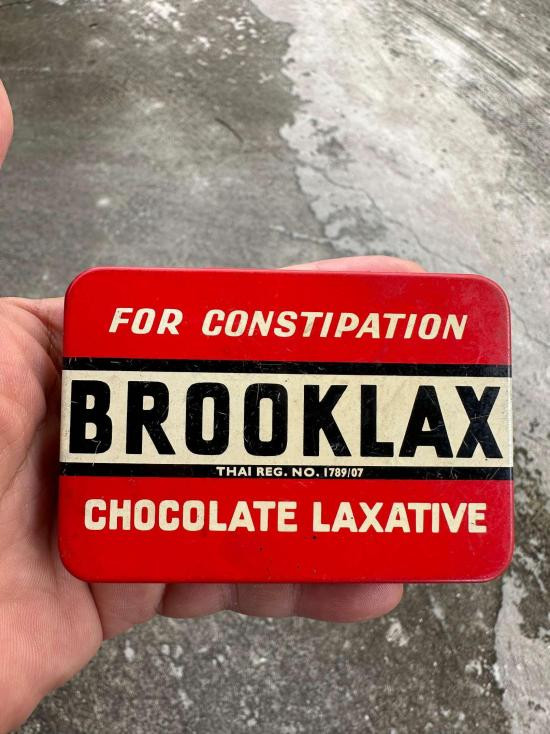 FOR CONSTIPATION
BROOKLAX
THAI REG. NO. 1789/07
CHOCOLATE LAXATIVE